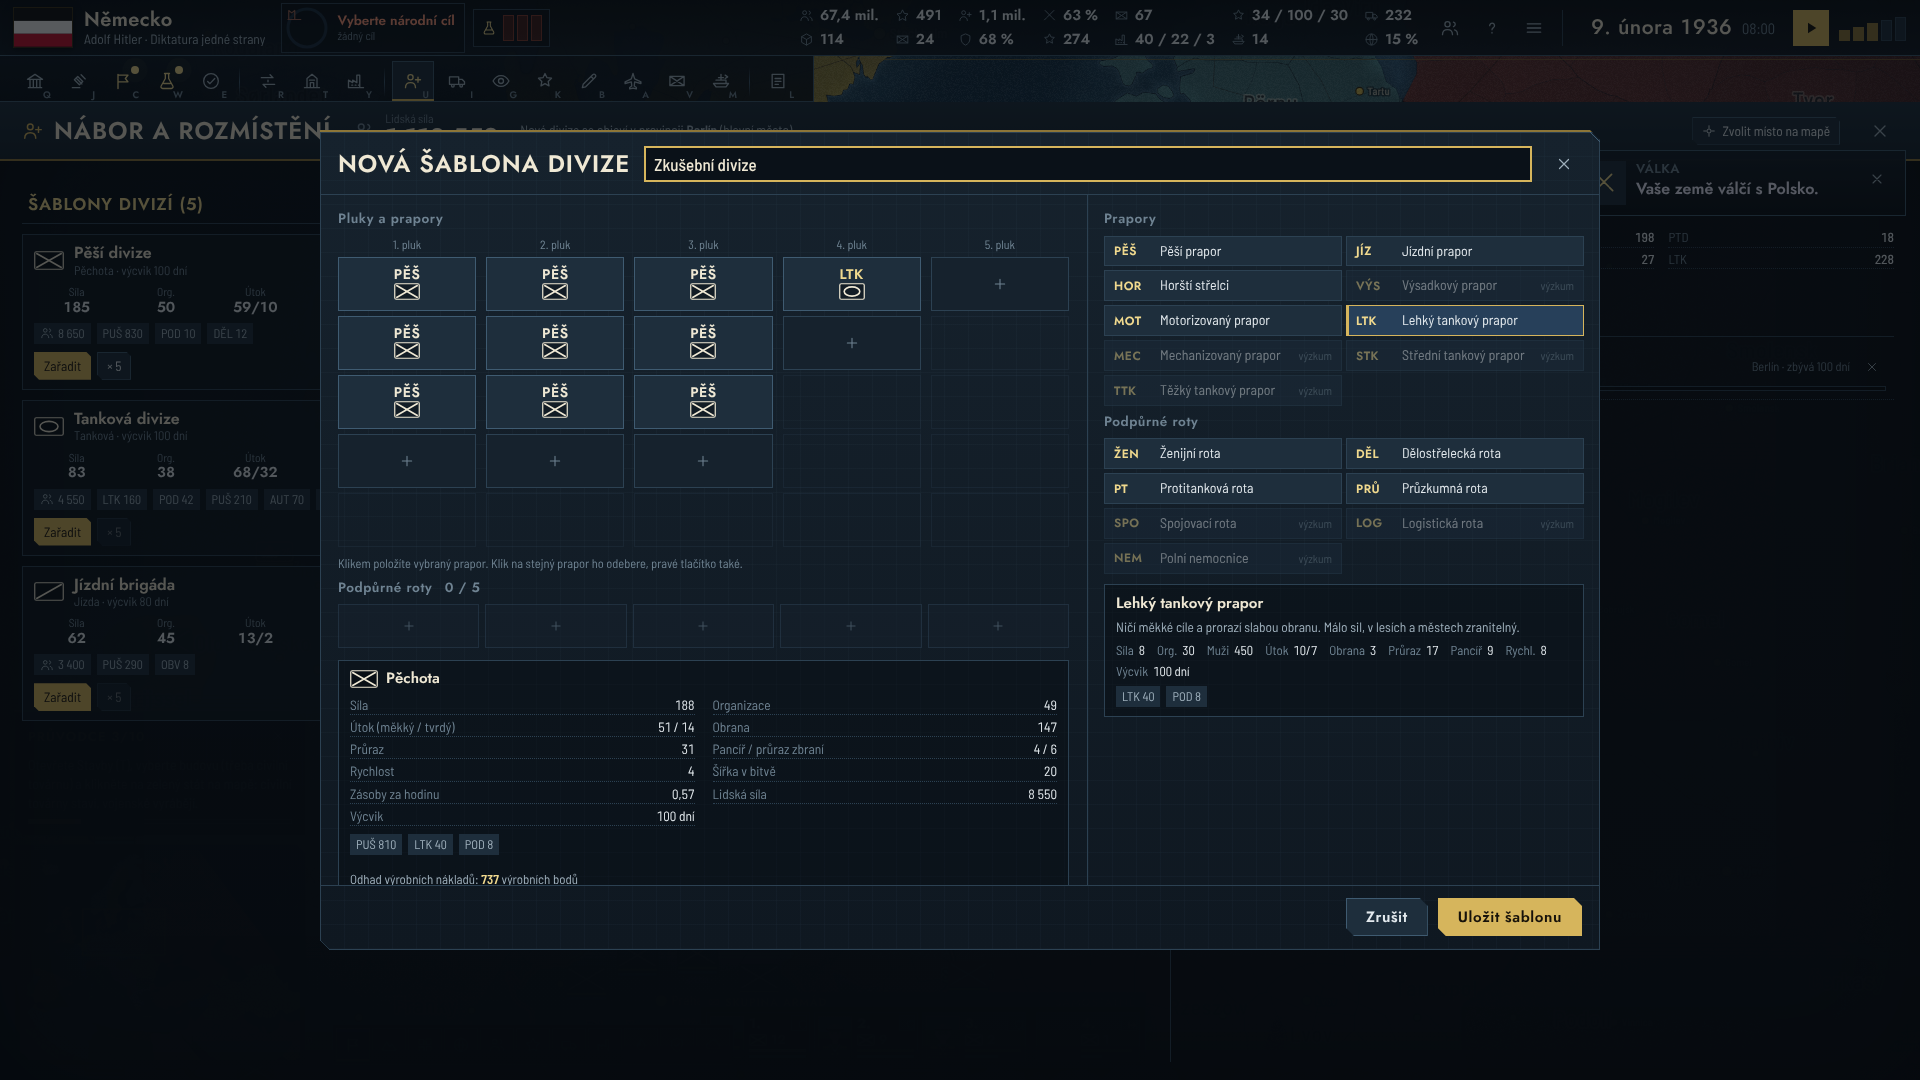 Německo
Adolf Hitler · Diktatura jedné strany
Vyberte národní cíl
žádný cíl
67,4 mil. 491 1,1 mil. 63 % 67 34 / 100 / 30 232
114 24 68 % 274 40 / 22 / 3 14 15 %
?
9. února 1936 08:00
Q J C W E R T Y U I G K B A V M L
Tartu
NÁBOR A ROZMÍSTĚNÍ
Lidská síla
Zvolit místo na mapě
NOVÁ ŠABLONA DIVIZE
Zkušební divize
VÁLKA
Vaše země válčí s Polsko.
ŠABLONY DIVIZÍ (5)
198 PTD 18
27 LTK 228
Berlín · zbývá 100 dní
Pěší divize
Pěchota · výcvik 100 dní
Síla Org. Útok
185 50 59/10
8 650 PUŠ 830 POD 10 DĚL 12
Zařadit × 5
Tanková divize
Tanková · výcvik 100 dní
Síla Org. Útok
83 38 68/32
4 550 LTK 160 POD 42 PUŠ 210 AUT 70
Zařadit × 5
Jízdní brigáda
Jízda · výcvik 80 dní
Síla Org. Útok
62 45 13/2
3 400 PUŠ 290 OBV 8
Zařadit × 5
Pluky a prapory
1. pluk 2. pluk 3. pluk 4. pluk 5. pluk
PĚŠ PĚŠ PĚŠ LTK +
PĚŠ PĚŠ PĚŠ +
PĚŠ PĚŠ PĚŠ
+ + +
Klikem položíte vybraný prapor. Klik na stejný prapor ho odebere, pravé tlačítko také.
Podpůrné roty 0 / 5
+ + + + +
Pěchota
Síla 188 Organizace 49
Útok (měkký / tvrdý) 51 / 14 Obrana 147
Průraz 31 Pancíř / průraz zbraní 4 / 6
Rychlost 4 Šířka v bitvě 20
Zásoby za hodinu 0,57 Lidská síla 8 550
Výcvik 100 dní
PUŠ 810 LTK 40 POD 8
Odhad výrobních nákladů: 737 výrobních bodů
Prapory
PĚŠ Pěší prapor JÍZ Jízdní prapor
HOR Horští střelci VÝS Výsadkový prapor výzkum
MOT Motorizovaný prapor LTK Lehký tankový prapor
MEC Mechanizovaný prapor výzkum STK Střední tankový prapor výzkum
TTK Těžký tankový prapor výzkum
Podpůrné roty
ŽEN Ženijní rota DĚL Dělostřelecká rota
PT Protitanková rota PRŮ Průzkumná rota
SPO Spojovací rota výzkum LOG Logistická rota výzkum
NEM Polní nemocnice výzkum
Lehký tankový prapor
Ničí měkké cíle a prorazí slabou obranu. Málo sil, v lesích a městech zranitelný.
Síla 8 Org. 30 Muži 450 Útok 10/7 Obrana 3 Průraz 17 Pancíř 9 Rychl. 8
Výcvik 100 dní
LTK 40 POD 8
Zrušit Uložit šablonu